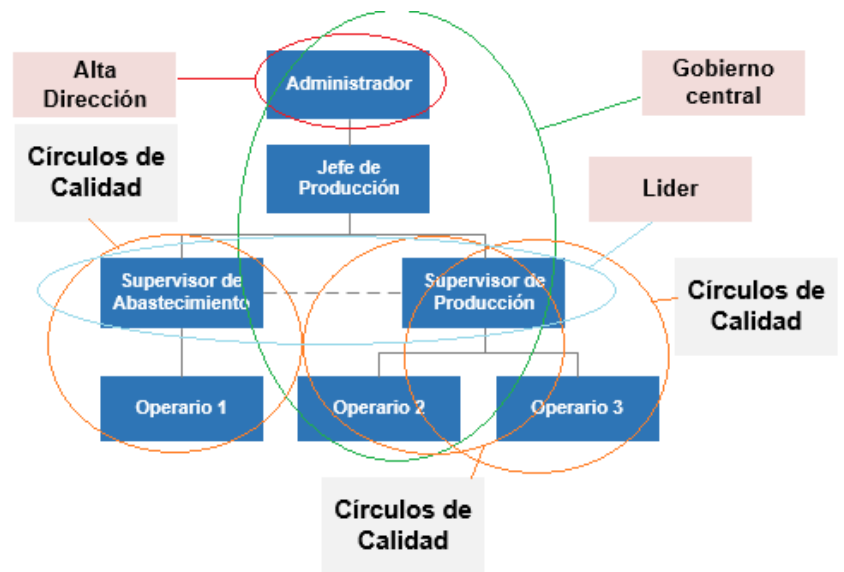 Alta
Dirección
Administrador
Gobierno
central
Círculos de
Calidad
Jefe de
Producción
Lider
Supervisor de
Abastecimiento
Supervisor de
Producción
Círculos de
Calidad
Operario 1
Operario 2
Operario 3
Círculos de
Calidad